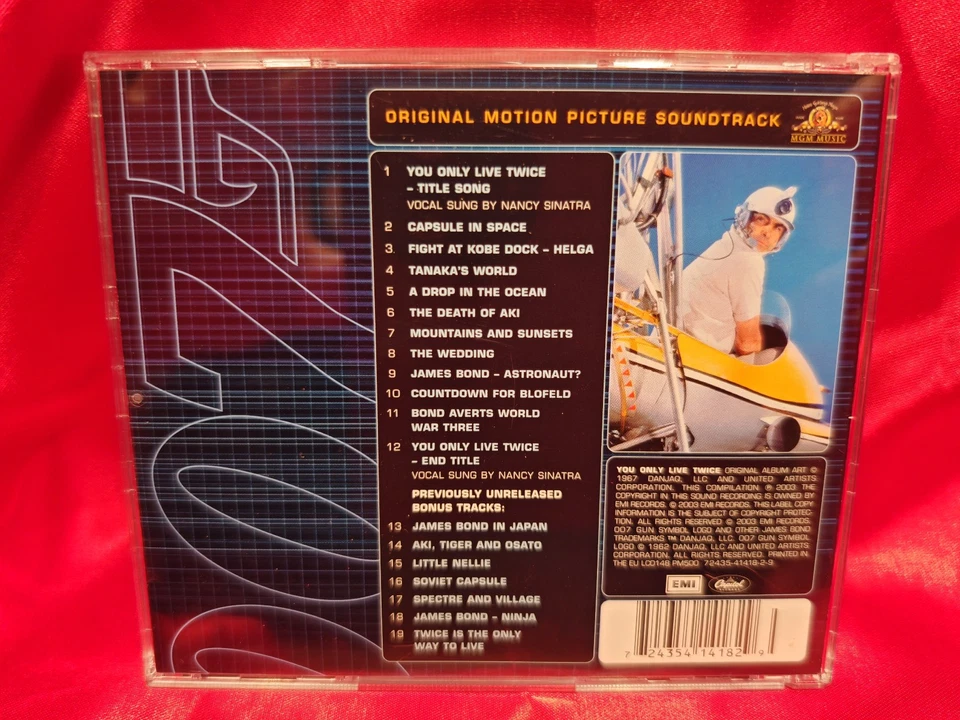 ORIGINAL MOTION PICTURE SOUNDTRACK
MGM MUSIC
1 YOU ONLY LIVE TWICE
– TITLE SONG
VOCAL SUNG BY NANCY SINATRA
2 CAPSULE IN SPACE
3. FIGHT AT KOBE DOCK – HELGA
4 TANAKA'S WORLD
5 A DROP IN THE OCEAN
6 THE DEATH OF AKI
7 MOUNTAINS AND SUNSETS
8 THE WEDDING
9 JAMES BOND – ASTRONAUT?
10 COUNTDOWN FOR BLOFELD
11 BOND AVERTS WORLD
WAR THREE
12 YOU ONLY LIVE TWICE
– END TITLE
VOCAL SUNG BY NANCY SINATRA
PREVIOUSLY UNRELEASED
BONUS TRACKS:
13 JAMES BOND IN JAPAN
14 AKI, TIGER AND OSATO
15 LITTLE NELLIE
16 SOVIET CAPSULE
17 SPECTRE AND VILLAGE
18 JAMES BOND – NINJA
19 TWICE IS THE ONLY
WAY TO LIVE
YOU ONLY LIVE TWICE ORIGINAL ALBUM ART ©
1967 DANJAQ, LLC AND UNITED ARTISTS
CORPORATION. THIS COMPILATION ℗ 2003 THE
COPYRIGHT IN THIS SOUND RECORDING IS OWNED BY
EMI RECORDS. © 2003 EMI RECORDS. THIS LABEL COPY
INFORMATION IS THE SUBJECT OF COPYRIGHT PROTEC-
TION. ALL RIGHTS RESERVED © 2003 EMI RECORDS.
007 GUN SYMBOL LOGO AND OTHER JAMES BOND
TRADEMARKS ™ DANJAQ, LLC. 007 GUN SYMBOL
LOGO © 1962 DANJAQ, LLC AND UNITED ARTISTS
CORPORATION. ALL RIGHTS RESERVED. PRINTED IN
THE EU LC0148 PM500 72435-41418-2-9
EMI
Capitol
7 24354 14182 9
007